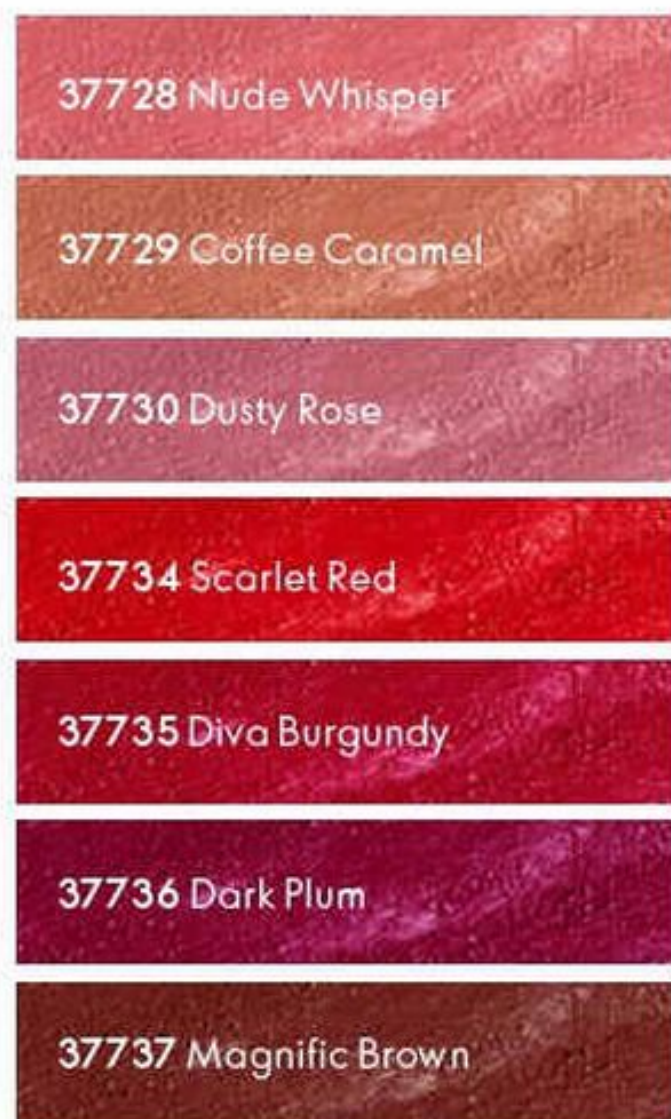 37728 Nude Whisper
37729 Coffee Caramel
37730 Dusty Rose
37734 Scarlet Red
37735 Diva Burgundy
37736 Dark Plum
37737 Magnific Brown